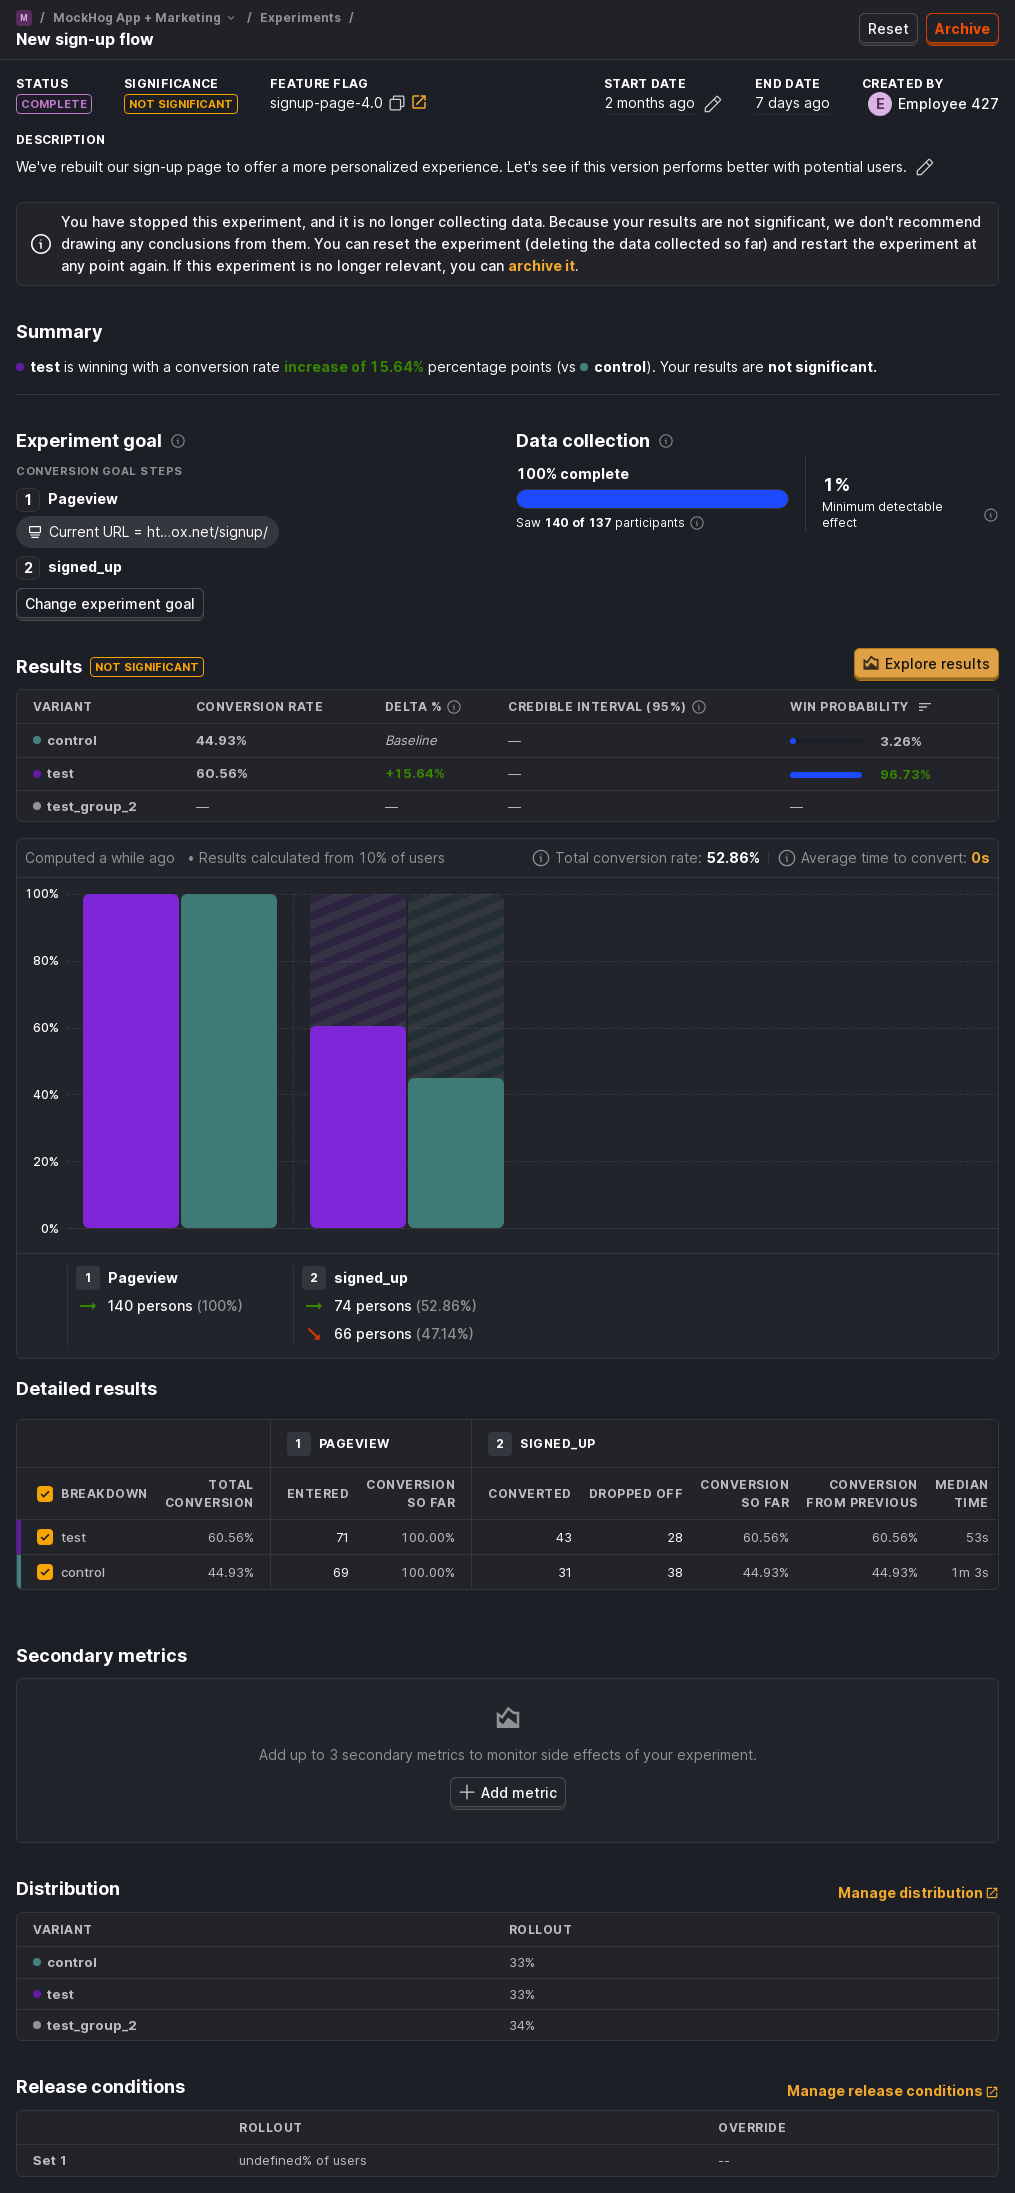 M / MockHog App + Marketing / Experiments /
New sign-up flow
Reset Archive
STATUS SIGNIFICANCE FEATURE FLAG START DATE END DATE CREATED BY
COMPLETE NOT SIGNIFICANT signup-page-4.0 2 months ago 7 days ago E Employee 427
DESCRIPTION
We've rebuilt our sign-up page to offer a more personalized experience. Let's see if this version performs better with potential users.
You have stopped this experiment, and it is no longer collecting data. Because your results are not significant, we don't recommend
drawing any conclusions from them. You can reset the experiment (deleting the data collected so far) and restart the experiment at
any point again. If this experiment is no longer relevant, you can archive it.
Summary
test is winning with a conversion rate increase of 15.64% percentage points (vs control). Your results are not significant.
Experiment goal
CONVERSION GOAL STEPS
1 Pageview
Current URL = ht...ox.net/signup/
2 signed_up
Change experiment goal
Data collection
100% complete
Saw 140 of 137 participants
1%
Minimum detectable
effect
Results NOT SIGNIFICANT
Explore results
VARIANT CONVERSION RATE DELTA % CREDIBLE INTERVAL (95%) WIN PROBABILITY
control 44.93% Baseline — 3.26%
test 60.56% +15.64% — 96.73%
test_group_2 — — — —
Computed a while ago • Results calculated from 10% of users Total conversion rate: 52.86% Average time to convert: 0s
100%
80%
60%
40%
20%
0%
1 Pageview
140 persons (100%)
2 signed_up
74 persons (52.86%)
66 persons (47.14%)
Detailed results
1 PAGEVIEW 2 SIGNED_UP
BREAKDOWN TOTAL CONVERSION ENTERED CONVERSION SO FAR CONVERTED DROPPED OFF CONVERSION SO FAR CONVERSION FROM PREVIOUS MEDIAN TIME
test 60.56% 71 100.00% 43 28 60.56% 60.56% 53s
control 44.93% 69 100.00% 31 38 44.93% 44.93% 1m 3s
Secondary metrics
Add up to 3 secondary metrics to monitor side effects of your experiment.
Add metric
Distribution
Manage distribution
VARIANT ROLLOUT
control 33%
test 33%
test_group_2 34%
Release conditions
Manage release conditions
ROLLOUT OVERRIDE
Set 1 undefined% of users --